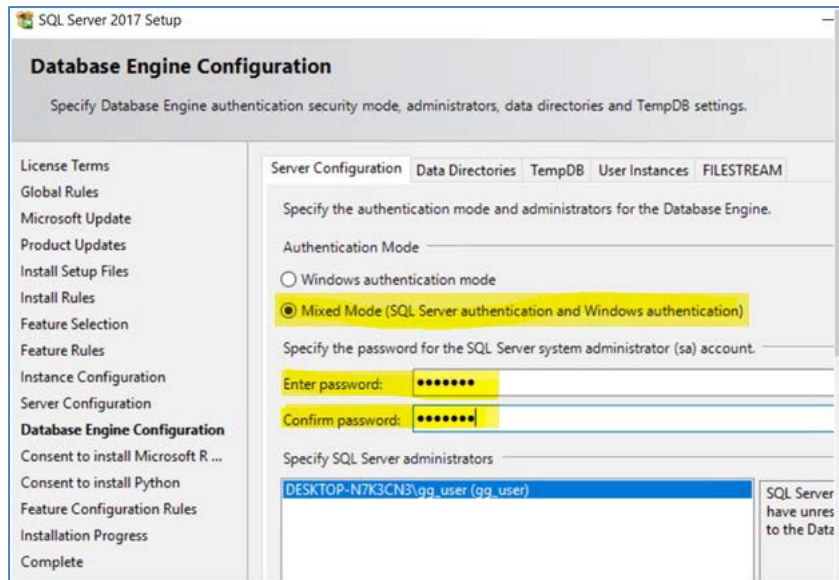 SQL Server 2017 Setup
Database Engine Configuration
Specify Database Engine authentication security mode, administrators, data directories and TempDB settings.
License Terms
Global Rules
Microsoft Update
Product Updates
Install Setup Files
Install Rules
Feature Selection
Feature Rules
Instance Configuration
Server Configuration
Database Engine Configuration
Consent to install Microsoft R ...
Consent to install Python
Feature Configuration Rules
Installation Progress
Complete
Server Configuration Data Directories TempDB User Instances FILESTREAM
Specify the authentication mode and administrators for the Database Engine.
Authentication Mode
Windows authentication mode
Mixed Mode (SQL Server authentication and Windows authentication)
Specify the password for the SQL Server system administrator (sa) account.
Enter password: •••••••
Confirm password: •••••••
Specify SQL Server administrators
DESKTOP-N7K3CN3\gg_user (gg_user)
SQL Server
have unres
to the Data